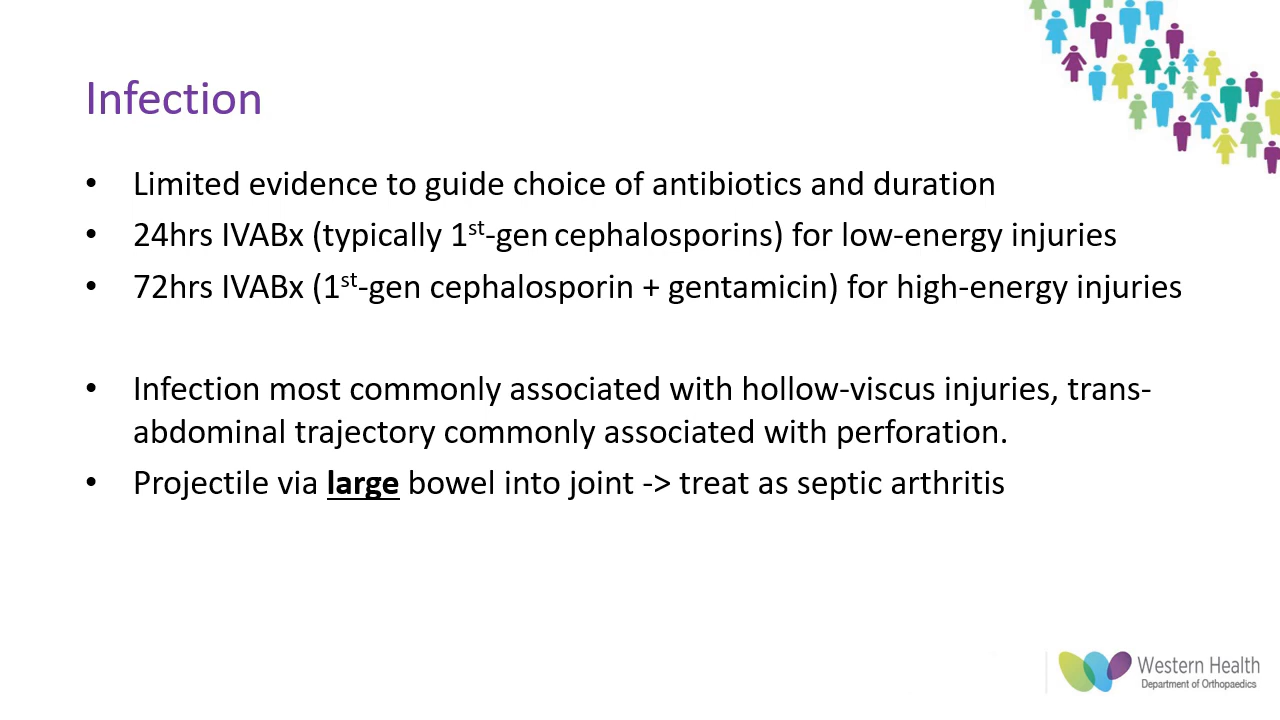 Infection
• Limited evidence to guide choice of antibiotics and duration
• 24hrs IVABx (typically 1st-gen cephalosporins) for low-energy injuries
• 72hrs IVABx (1st-gen cephalosporin + gentamicin) for high-energy injuries
• Infection most commonly associated with hollow-viscus injuries, trans-
abdominal trajectory commonly associated with perforation.
• Projectile via large bowel into joint -> treat as septic arthritis
Western Health
Department of Orthopaedics